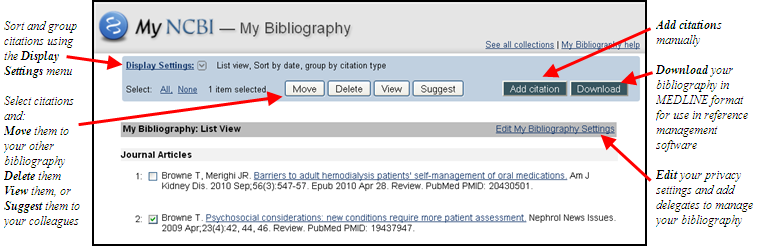 Sort and group
citations using
the Display
Settings menu
Select citations
and:
Move them to
your other
bibliography
Delete them
View them, or
Suggest them to
your colleagues
My NCBI — My Bibliography
See all collections | My Bibliography help
Display Settings: List view, Sort by date, group by citation type
Select: All, None 1 item selected Move Delete View Suggest Add citation Download
My Bibliography: List View Edit My Bibliography Settings
Journal Articles
1: Browne T, Merighi JR. Barriers to adult hemodialysis patients' self-management of oral medications. Am J
Kidney Dis. 2010 Sep;56(3):547-57. Epub 2010 Apr 28. Review. PubMed PMID: 20430501.
2: Browne T. Psychosocial considerations: new conditions require more patient assessment. Nephrol News Issues.
2009 Apr;23(4):42, 44, 46. Review. PubMed PMID: 19437947.
Add citations
manually
Download your
bibliography in
MEDLINE format
for use in reference
management
software
Edit your privacy
settings and add
delegates to manage
your bibliography